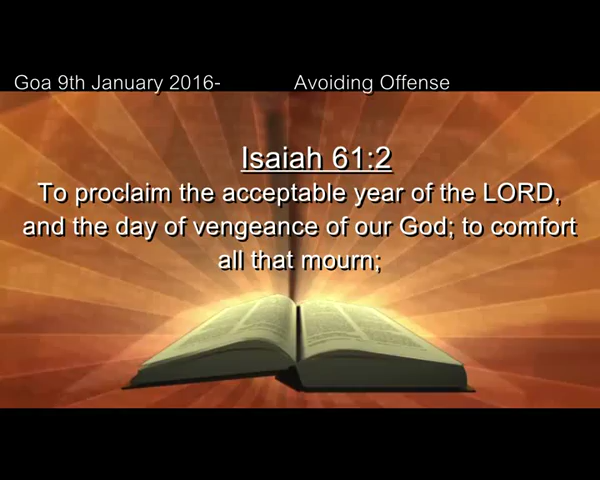 Goa 9th January 2016- Avoiding Offense
Isaiah 61:2
To proclaim the acceptable year of the LORD,
and the day of vengeance of our God; to comfort
all that mourn;